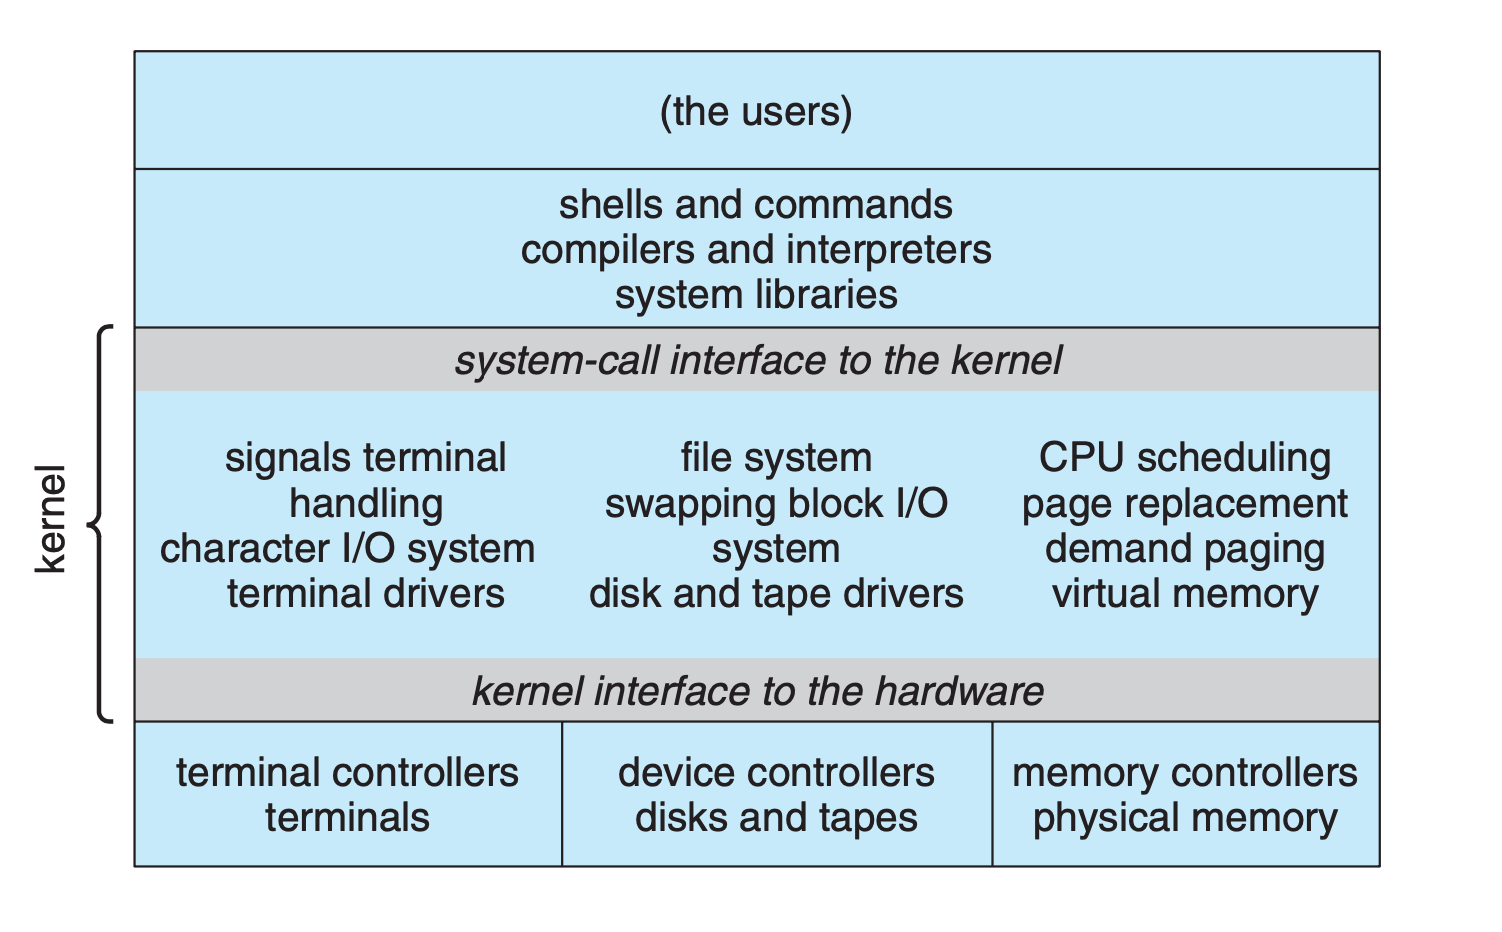 (the users)
shells and commands
compilers and interpreters
system libraries
system-call interface to the kernel
kernel
signals terminal
handling
character I/O system
terminal drivers
file system
swapping block I/O
system
disk and tape drivers
CPU scheduling
page replacement
demand paging
virtual memory
kernel interface to the hardware
terminal controllers
terminals
device controllers
disks and tapes
memory controllers
physical memory